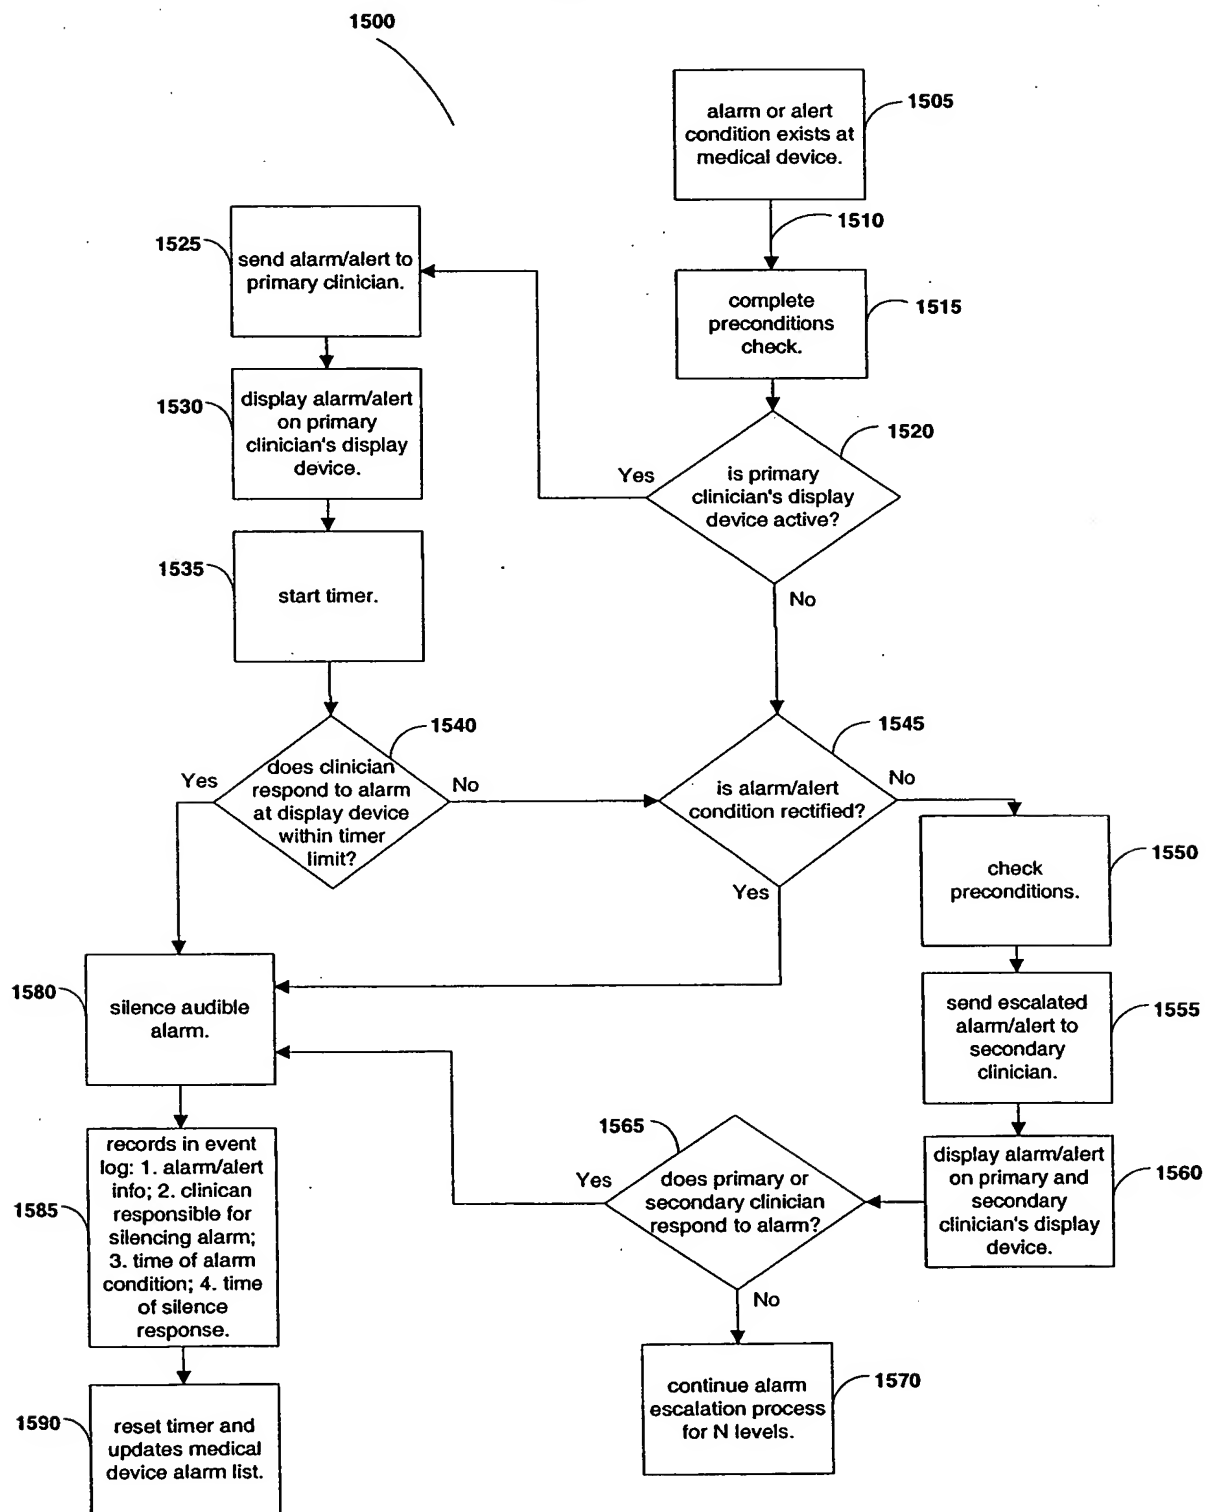 1500
alarm or alert
condition exists at
medical device.
1505
1510
1525
send alarm/alert to
primary clinician.
complete
preconditions
check.
1515
1530
display alarm/alert
on primary
clinician's display
device.
1520
Yes
is primary
clinician's display
device active?
No
1535
start timer.
1540
Yes
does clinician
respond to alarm
at display device
within timer
limit?
No
1545
is alarm/alert
condition rectified?
No
Yes
1550
check
preconditions.
1580
silence audible
alarm.
send escalated
alarm/alert to
secondary
clinician.
1555
1585
records in event
log: 1. alarm/alert
info; 2. clinican
responsible for
silencing alarm;
3. time of alarm
condition; 4. time
of silence
response.
1565
Yes
does primary or
secondary clinician
respond to alarm?
No
display alarm/alert
on primary and
secondary
clinician's display
device.
1560
continue alarm
escalation process
for N levels.
1570
1590
reset timer and
updates medical
device alarm list.